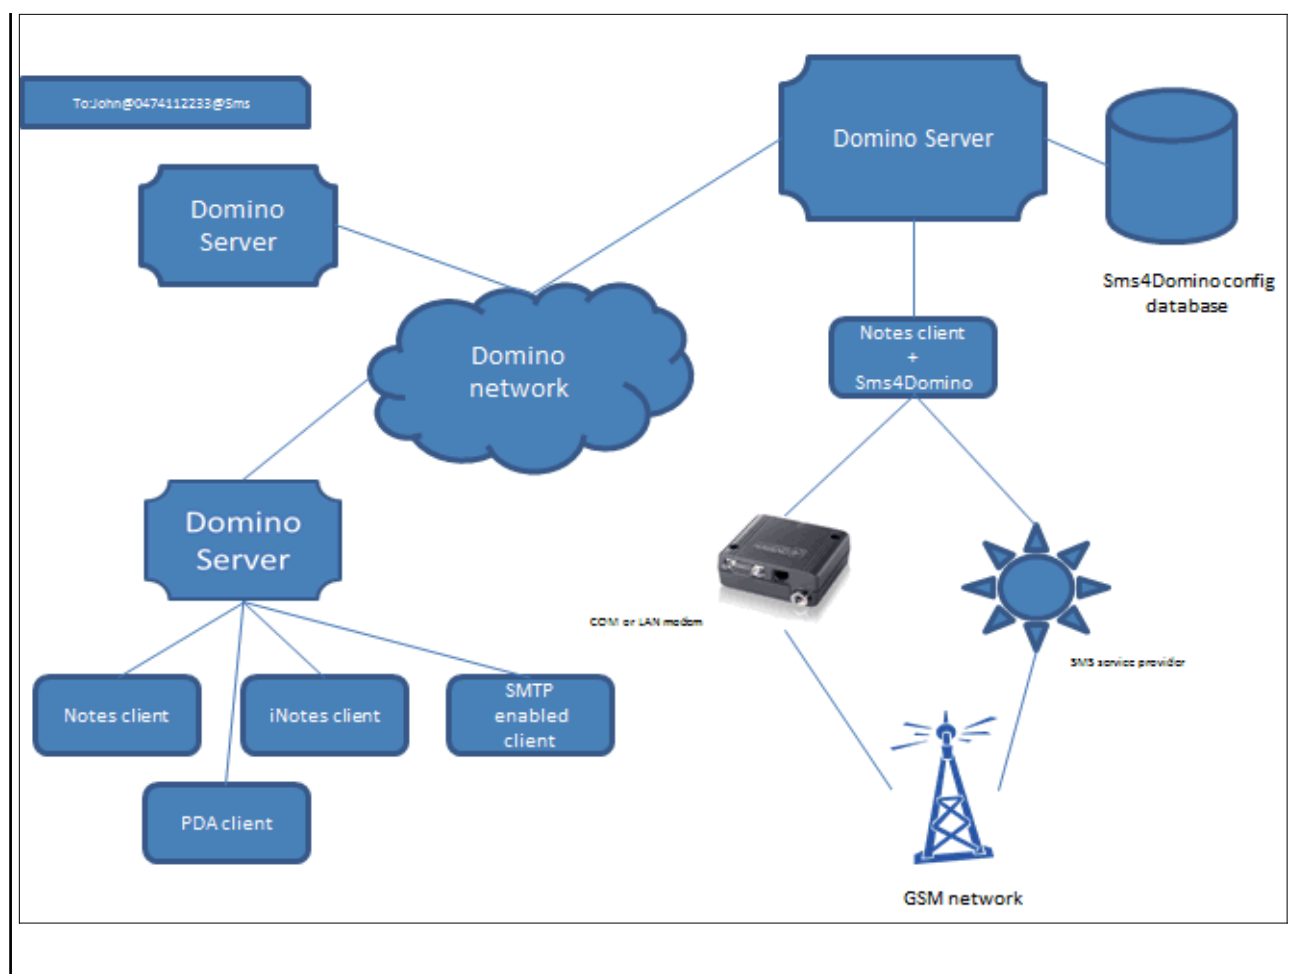 To:John@0474112233@Sms
Domino Server
Domino
Server
Sms4Domino config
database
Domino
network
Notes client
+
Sms4Domino
Domino
Server
COM or LAN modem
SMS service provider
Notes client
iNotes client
SMTP
enabled
client
PDA client
GSM network